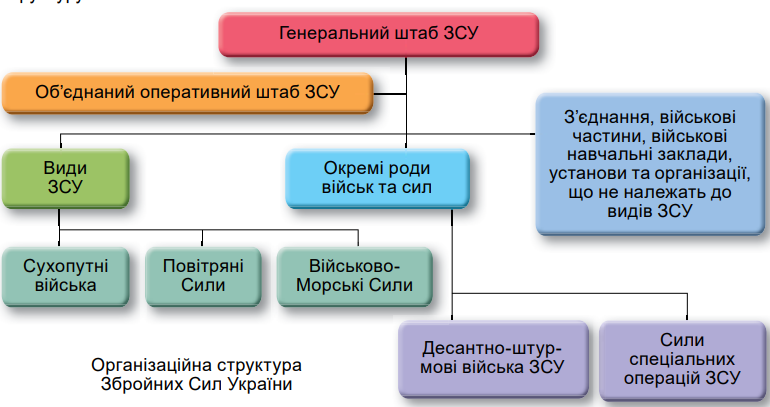 Генеральний штаб ЗСУ
Об’єднаний оперативний штаб ЗСУ
З’єднання, військові
частини, військові
навчальні заклади,
установи та організації,
що не належать до
видів ЗСУ
Види
ЗСУ
Окремі роди
військ та сил
Сухопутні
війська
Повітряні
Сили
Військово-
Морські Сили
Десантно-штур-
мові війська ЗСУ
Сили
спеціальних
операцій ЗСУ
Організаційна структура
Збройних Сил України